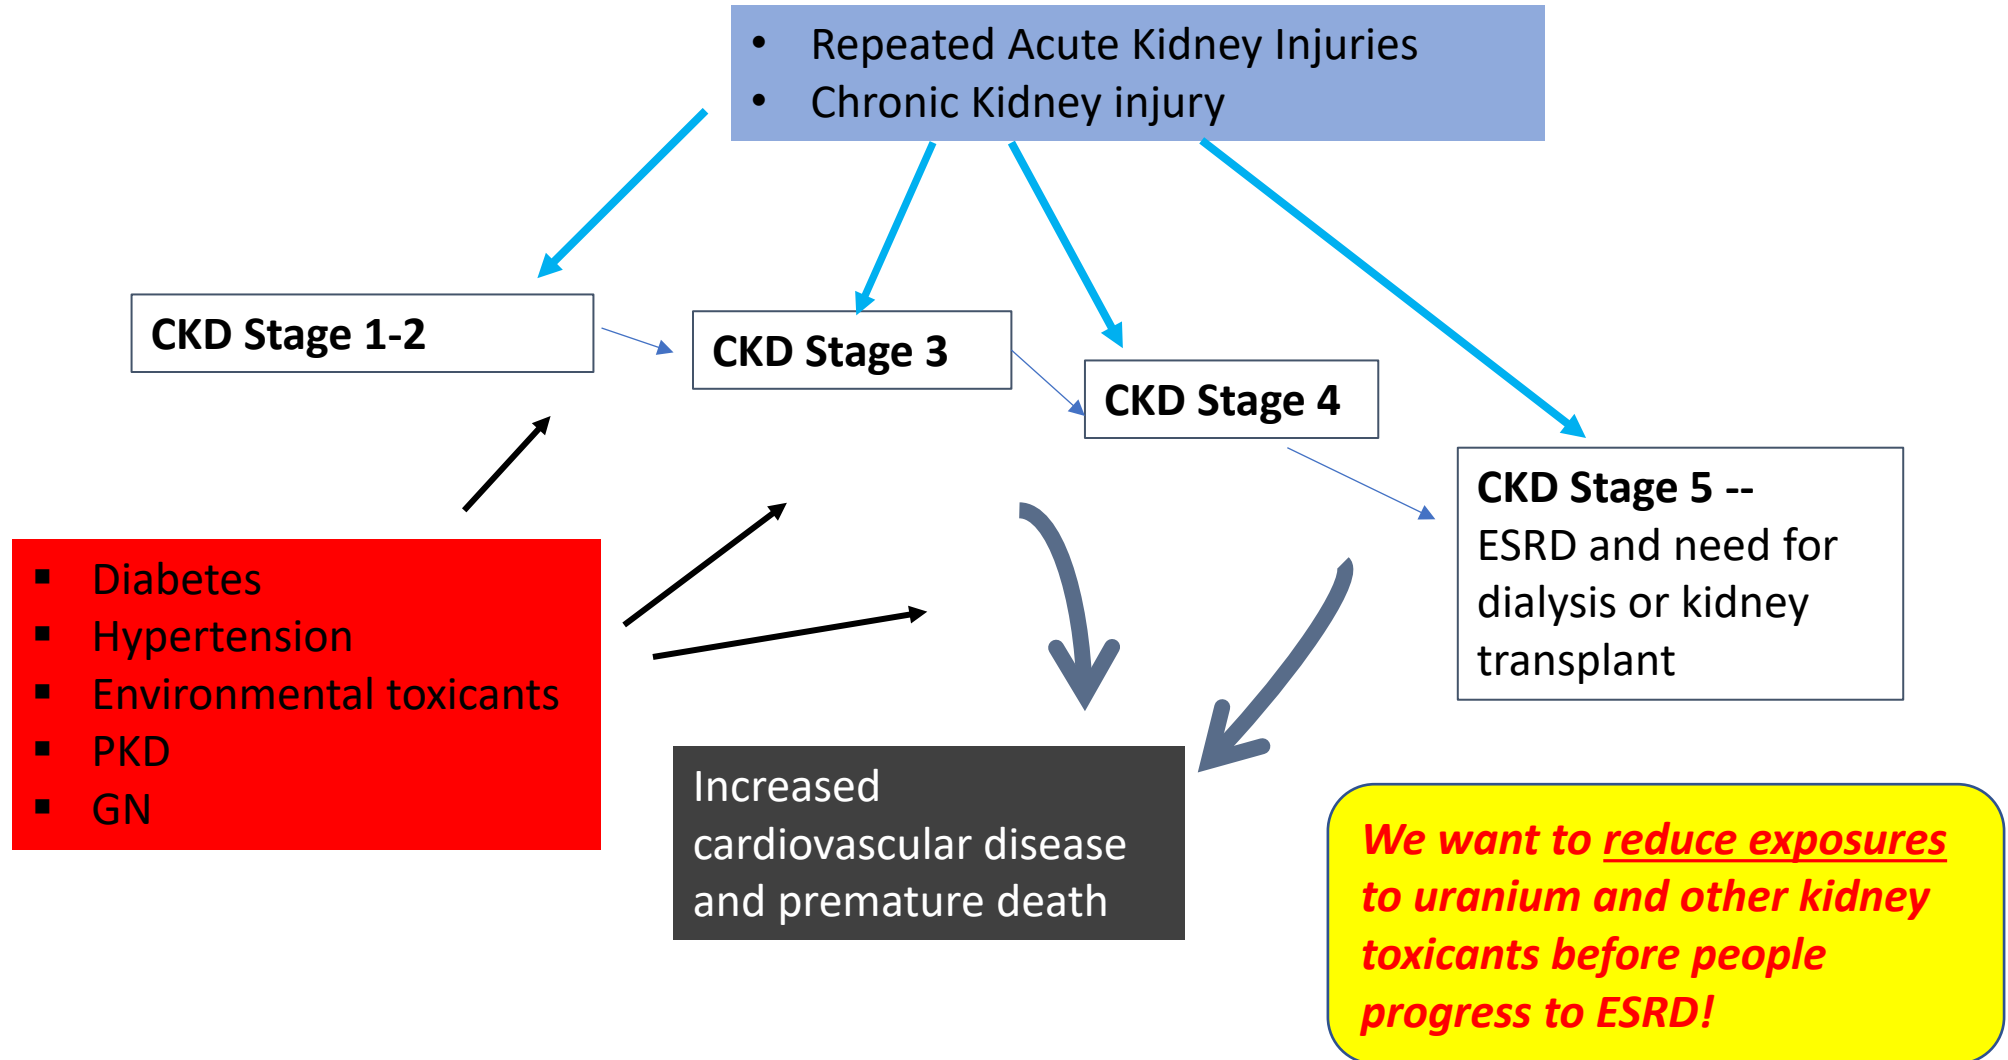 • Repeated Acute Kidney Injuries
• Chronic Kidney injury
CKD Stage 1-2
CKD Stage 3
CKD Stage 4
CKD Stage 5 --
ESRD and need for
dialysis or kidney
transplant
▪ Diabetes
▪ Hypertension
▪ Environmental toxicants
▪ PKD
▪ GN
Increased
cardiovascular disease
and premature death
We want to reduce exposures
to uranium and other kidney
toxicants before people
progress to ESRD!